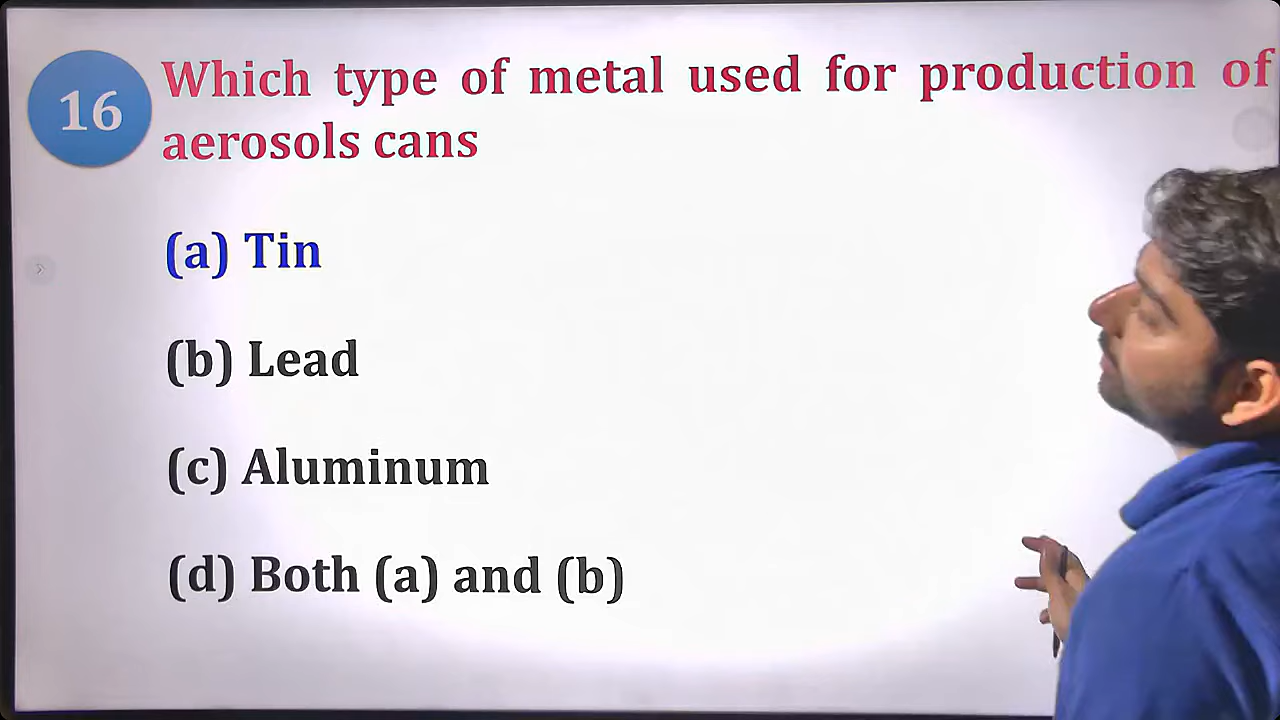 16
Which type of metal used for production of
aerosols cans
(a) Tin
(b) Lead
(c) Aluminum
(d) Both (a) and (b)